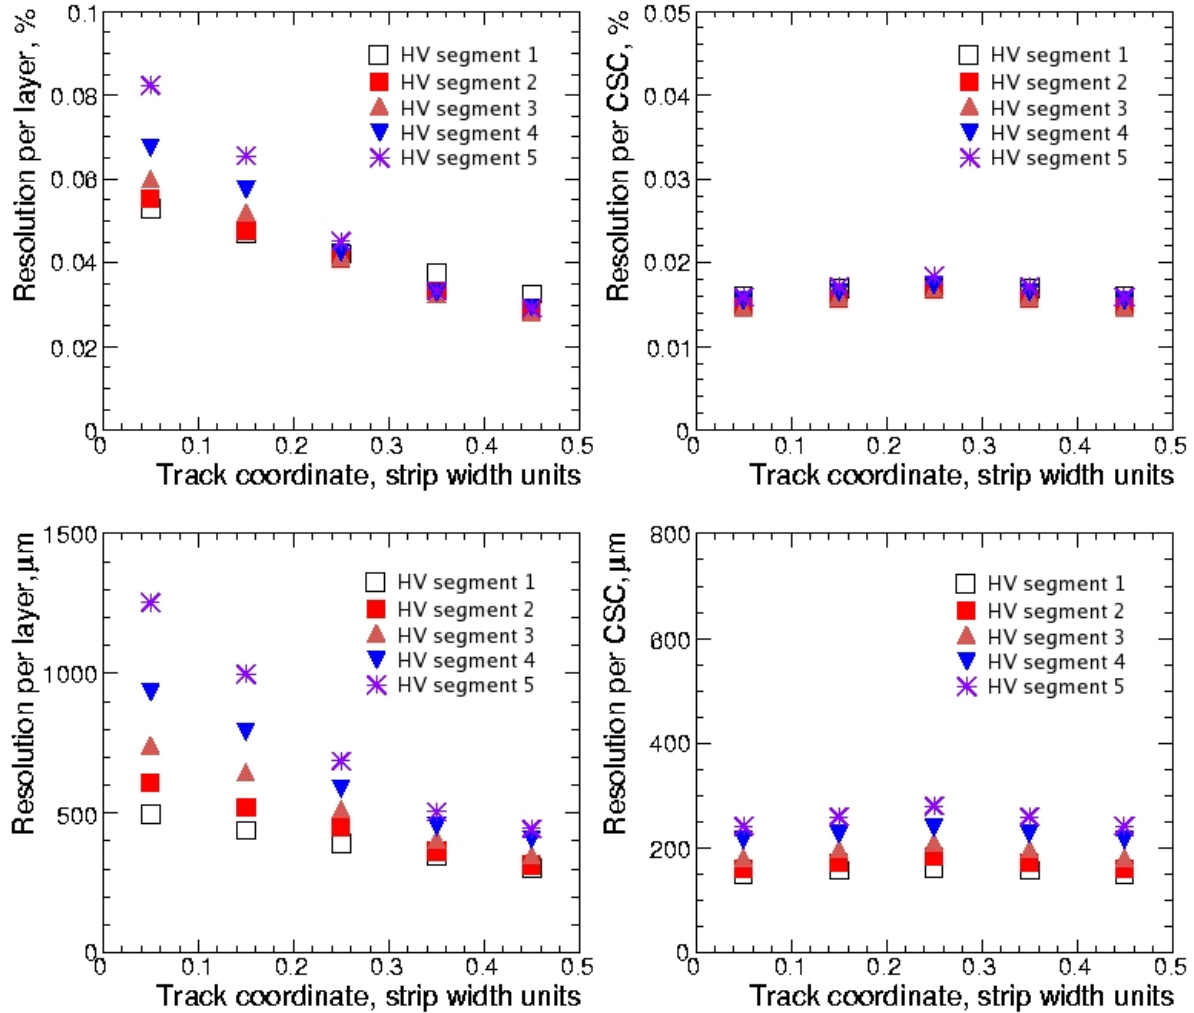 Resolution per layer, %
0.1
0.08
0.06
0.04
0.02
0
HV segment 1
HV segment 2
HV segment 3
HV segment 4
HV segment 5
0 0.1 0.2 0.3 0.4 0.5
Track coordinate, strip width units
Resolution per CSC, %
0.05
0.04
0.03
0.02
0.01
0
HV segment 1
HV segment 2
HV segment 3
HV segment 4
HV segment 5
0 0.1 0.2 0.3 0.4 0.5
Track coordinate, strip width units
Resolution per layer,μm
1500
1000
500
0
HV segment 1
HV segment 2
HV segment 3
HV segment 4
HV segment 5
0 0.1 0.2 0.3 0.4 0.5
Track coordinate, strip width units
Resolution per CSC,μm
800
600
400
200
0
HV segment 1
HV segment 2
HV segment 3
HV segment 4
HV segment 5
0 0.1 0.2 0.3 0.4 0.5
Track coordinate, strip width units